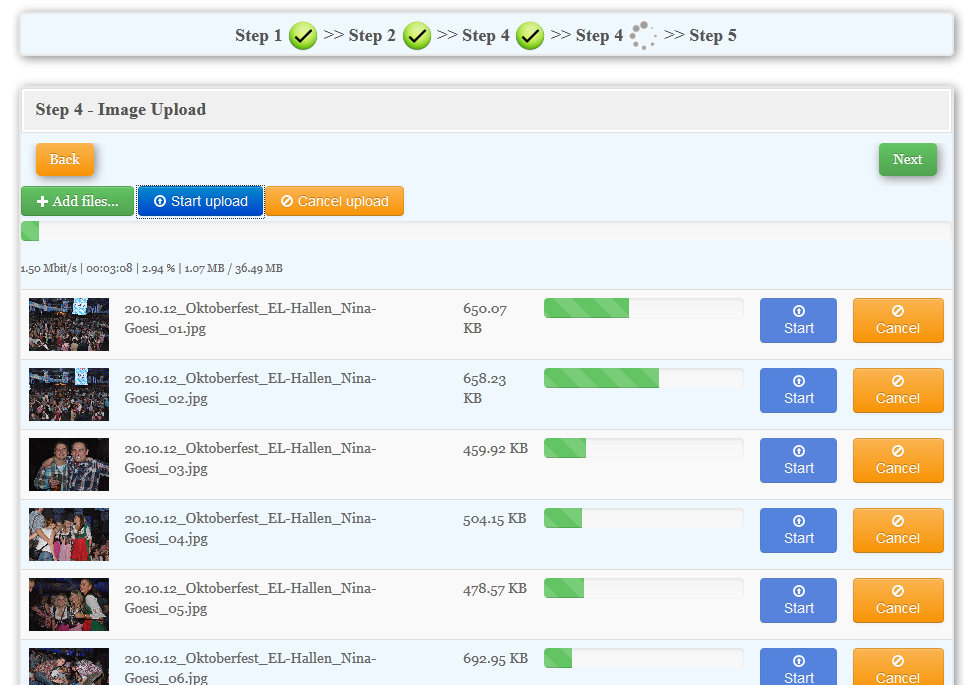 Step 1 >> Step 2 >> Step 4 >> Step 4 >> Step 5
Step 4 - Image Upload
Back
Next
Add files...
Start upload
Cancel upload
1.50 Mbit/s | 00:03:08 | 2.94 % | 1.07 MB / 36.49 MB
20.10.12_Oktoberfest_EL-Hallen_Nina-
Goesi_01.jpg
650.07
KB
Start
Cancel
20.10.12_Oktoberfest_EL-Hallen_Nina-
Goesi_02.jpg
658.23
KB
Start
Cancel
20.10.12_Oktoberfest_EL-Hallen_Nina-
Goesi_03.jpg
459.92 KB
Start
Cancel
20.10.12_Oktoberfest_EL-Hallen_Nina-
Goesi_04.jpg
504.15 KB
Start
Cancel
20.10.12_Oktoberfest_EL-Hallen_Nina-
Goesi_05.jpg
478.57 KB
Start
Cancel
20.10.12_Oktoberfest_EL-Hallen_Nina-
Goesi_06.jpg
692.95 KB
Start
Cancel